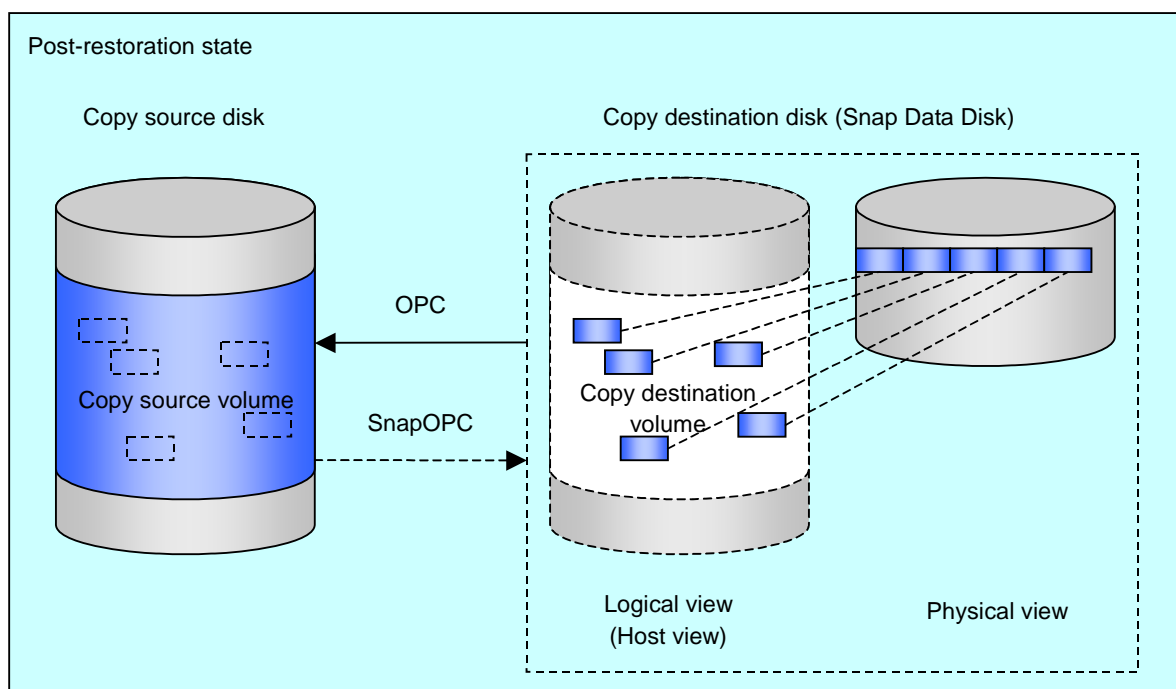 Post-restoration state
Copy source disk
Copy destination disk (Snap Data Disk)
OPC
Copy source volume
SnapOPC
Copy destination
volume
Logical view
(Host view)
Physical view